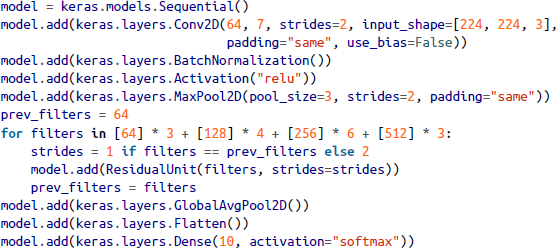 model = keras.models.Sequential()
model.add(keras.layers.Conv2D(64, 7, strides=2, input_shape=[224, 224, 3],
                              padding="same", use_bias=False))
model.add(keras.layers.BatchNormalization())
model.add(keras.layers.Activation("relu"))
model.add(keras.layers.MaxPool2D(pool_size=3, strides=2, padding="same"))
prev_filters = 64
for filters in [64] * 3 + [128] * 4 + [256] * 6 + [512] * 3:
    strides = 1 if filters == prev_filters else 2
    model.add(ResidualUnit(filters, strides=strides))
    prev_filters = filters
model.add(keras.layers.GlobalAvgPool2D())
model.add(keras.layers.Flatten())
model.add(keras.layers.Dense(10, activation="softmax"))